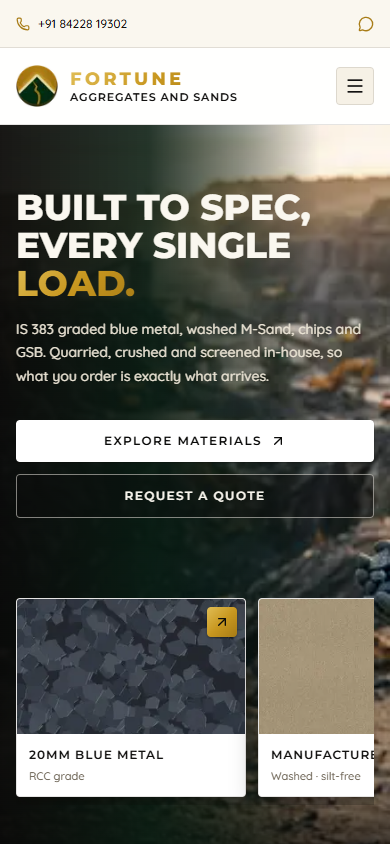 +91 84228 19302
FORTUNE
AGGREGATES AND SANDS
BUILT TO SPEC,
EVERY SINGLE
LOAD.
IS 383 graded blue metal, washed M-Sand, chips and
GSB. Quarried, crushed and screened in-house, so
what you order is exactly what arrives.
EXPLORE MATERIALS
REQUEST A QUOTE
20MM BLUE METAL
RCC grade
MANUFACTURE
Washed · silt-free